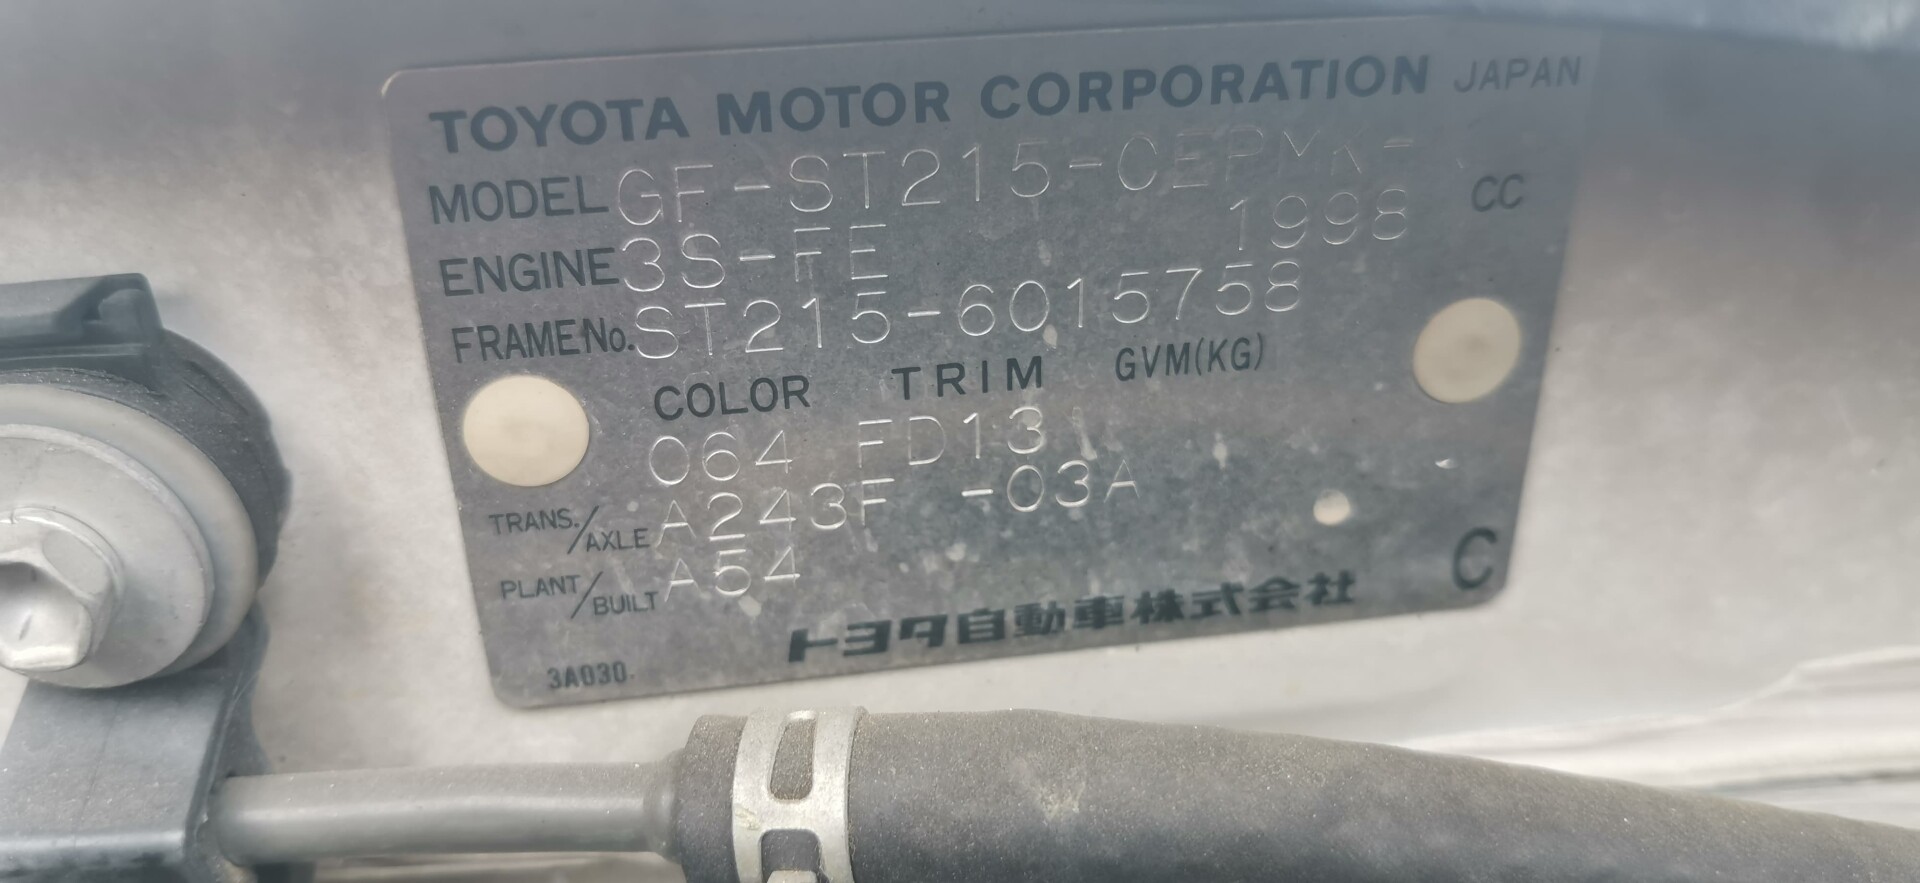 TOYOTA MOTOR CORPORATION JAPAN
MODEL GF-ST215-CEPMK-
ENGINE 3S-FE 1998 CC
FRAME No. ST215-6015758
COLOR TRIM GVM(KG)
064 FD13
TRANS./AXLE A243F -03A
PLANT/BUILT A54 C
トヨタ自動車株式会社
3A030